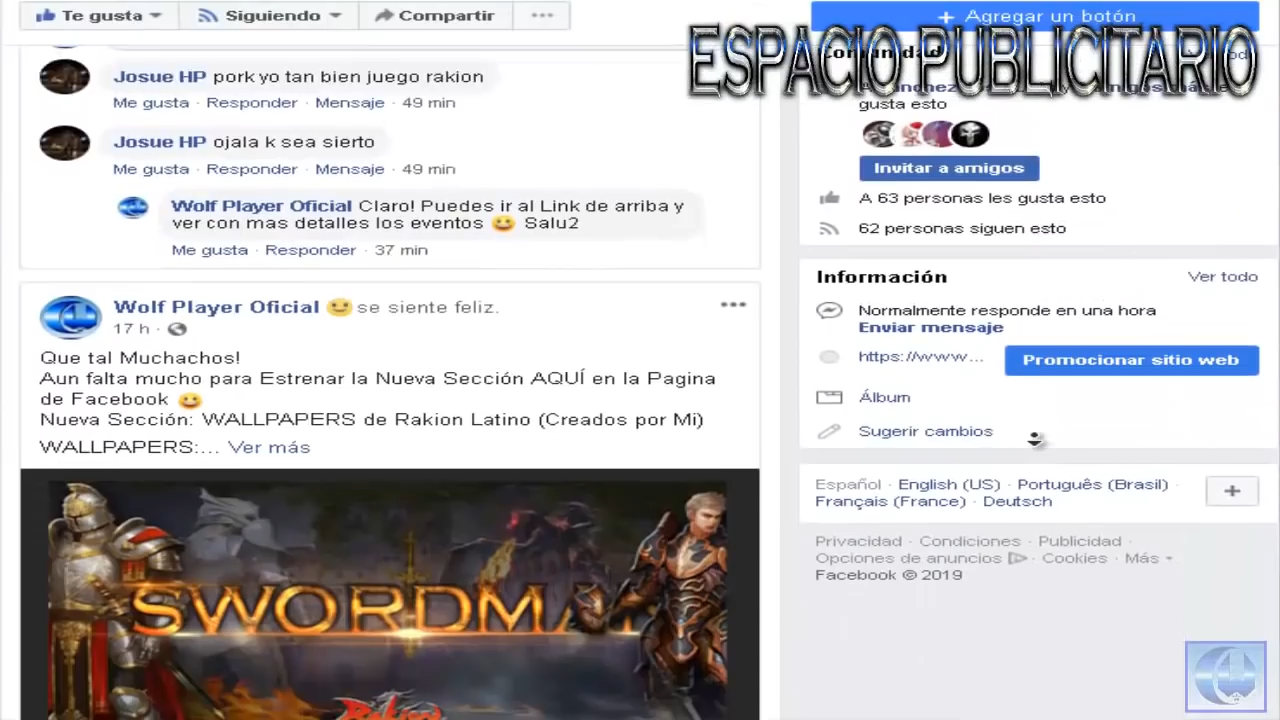 Te gusta
Siguiendo
Compartir
Agregar un botón
ESPACIO PUBLICITARIO
Josue HP pork yo tan bien juego rakion
Me gusta · Responder · Mensaje · 49 min
Josue HP ojala k sea sierto
Me gusta · Responder · Mensaje · 49 min
Wolf Player Oficial Claro! Puedes ir al Link de arriba y
ver con mas detalles los eventos 😀 Salu2
Me gusta · Responder · 37 min
Wolf Player Oficial 😉 se siente feliz.
17 h ·
Que tal Muchachos!
Aun falta mucho para Estrenar la Nueva Sección AQUÍ en la Pagina
de Facebook 😀
Nueva Sección: WALLPAPERS de Rakion Latino (Creados por Mi)
WALLPAPERS:... Ver más
SWORDMA
Rakion
Comunidad
gusta esto
Invitar a amigos
A 63 personas les gusta esto
62 personas siguen esto
Información
Ver todo
Normalmente responde en una hora
Enviar mensaje
https://www...
Promocionar sitio web
Álbum
Sugerir cambios
Español · English (US) · Português (Brasil) ·
Français (France) · Deutsch
Privacidad · Condiciones · Publicidad ·
Opciones de anuncios · Cookies · Más
Facebook © 2019